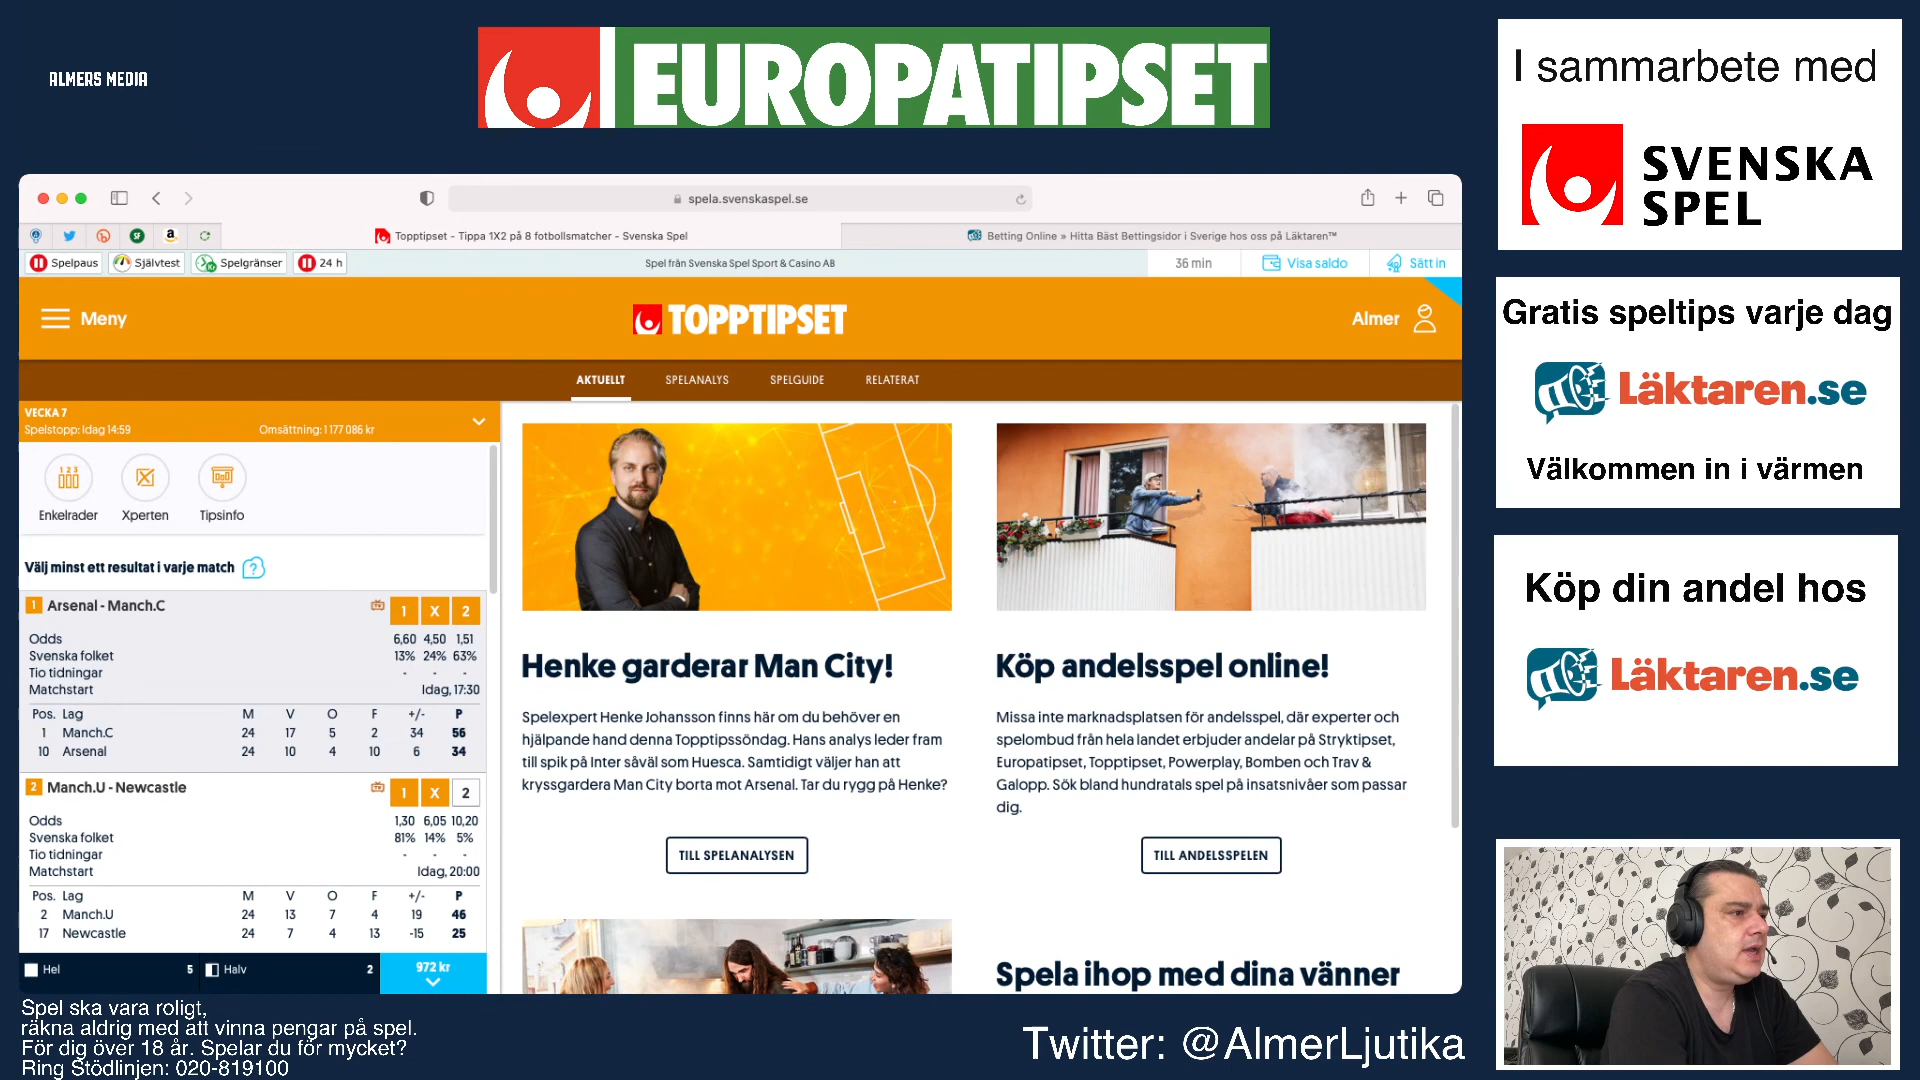 ALMERS MEDIA
EUROPATIPSET
I sammarbete med
SVENSKA
SPEL
Gratis speltips varje dag
Läktaren.se
Välkommen in i värmen
Köp din andel hos
Läktaren.se
spela.svenskaspel.se
Topptipset - Tippa 1X2 på 8 fotbollsmatcher - Svenska Spel
Betting Online » Hitta Bäst Bettingsidor i Sverige hos oss på Läktaren™
Spelpaus
Självtest
Spelgränser
24 h
Spel från Svenska Spel Sport & Casino AB
36 min
Visa saldo
Sätt in
Meny
TOPPTIPSET
Almer
AKTUELLT SPELANALYS SPELGUIDE RELATERAT
VECKA 7
Spelstopp: Idag 14:59 Omsättning: 1 177 086 kr
Enkelrader Xperten Tipsinfo
Välj minst ett resultat i varje match ?
1 Arsenal - Manch.C 1 X 2
Odds 6,60 4,50 1,51
Svenska folket 13% 24% 63%
Tio tidningar - - -
Matchstart Idag, 17:30
Pos. Lag M V O F +/- P
1 Manch.C 24 17 5 2 34 56
10 Arsenal 24 10 4 10 6 34
2 Manch.U - Newcastle 1 X 2
Odds 1,30 6,05 10,20
Svenska folket 81% 14% 5%
Tio tidningar - - -
Matchstart Idag, 20:00
Pos. Lag M V O F +/- P
2 Manch.U 24 13 7 4 19 46
17 Newcastle 24 7 4 13 -15 25
Hel 5 Halv 2 972 kr
Henke garderar Man City!
Spelexpert Henke Johansson finns här om du behöver en
hjälpande hand denna Topptipssöndag. Hans analys leder fram
till spik på Inter såväl som Huesca. Samtidigt väljer han att
kryssgardera Man City borta mot Arsenal. Tar du rygg på Henke?
TILL SPELANALYSEN
Köp andelsspel online!
Missa inte marknadsplatsen för andelsspel, där experter och
spelombud från hela landet erbjuder andelar på Stryktipset,
Europatipset, Topptipset, Powerplay, Bomben och Trav &
Galopp. Sök bland hundratals spel på insatsnivåer som passar
dig.
TILL ANDELSSPELEN
Spela ihop med dina vänner
Spel ska vara roligt,
räkna aldrig med att vinna pengar på spel.
För dig över 18 år. Spelar du för mycket?
Ring Stödlinjen: 020-819100
Twitter: @AlmerLjutika